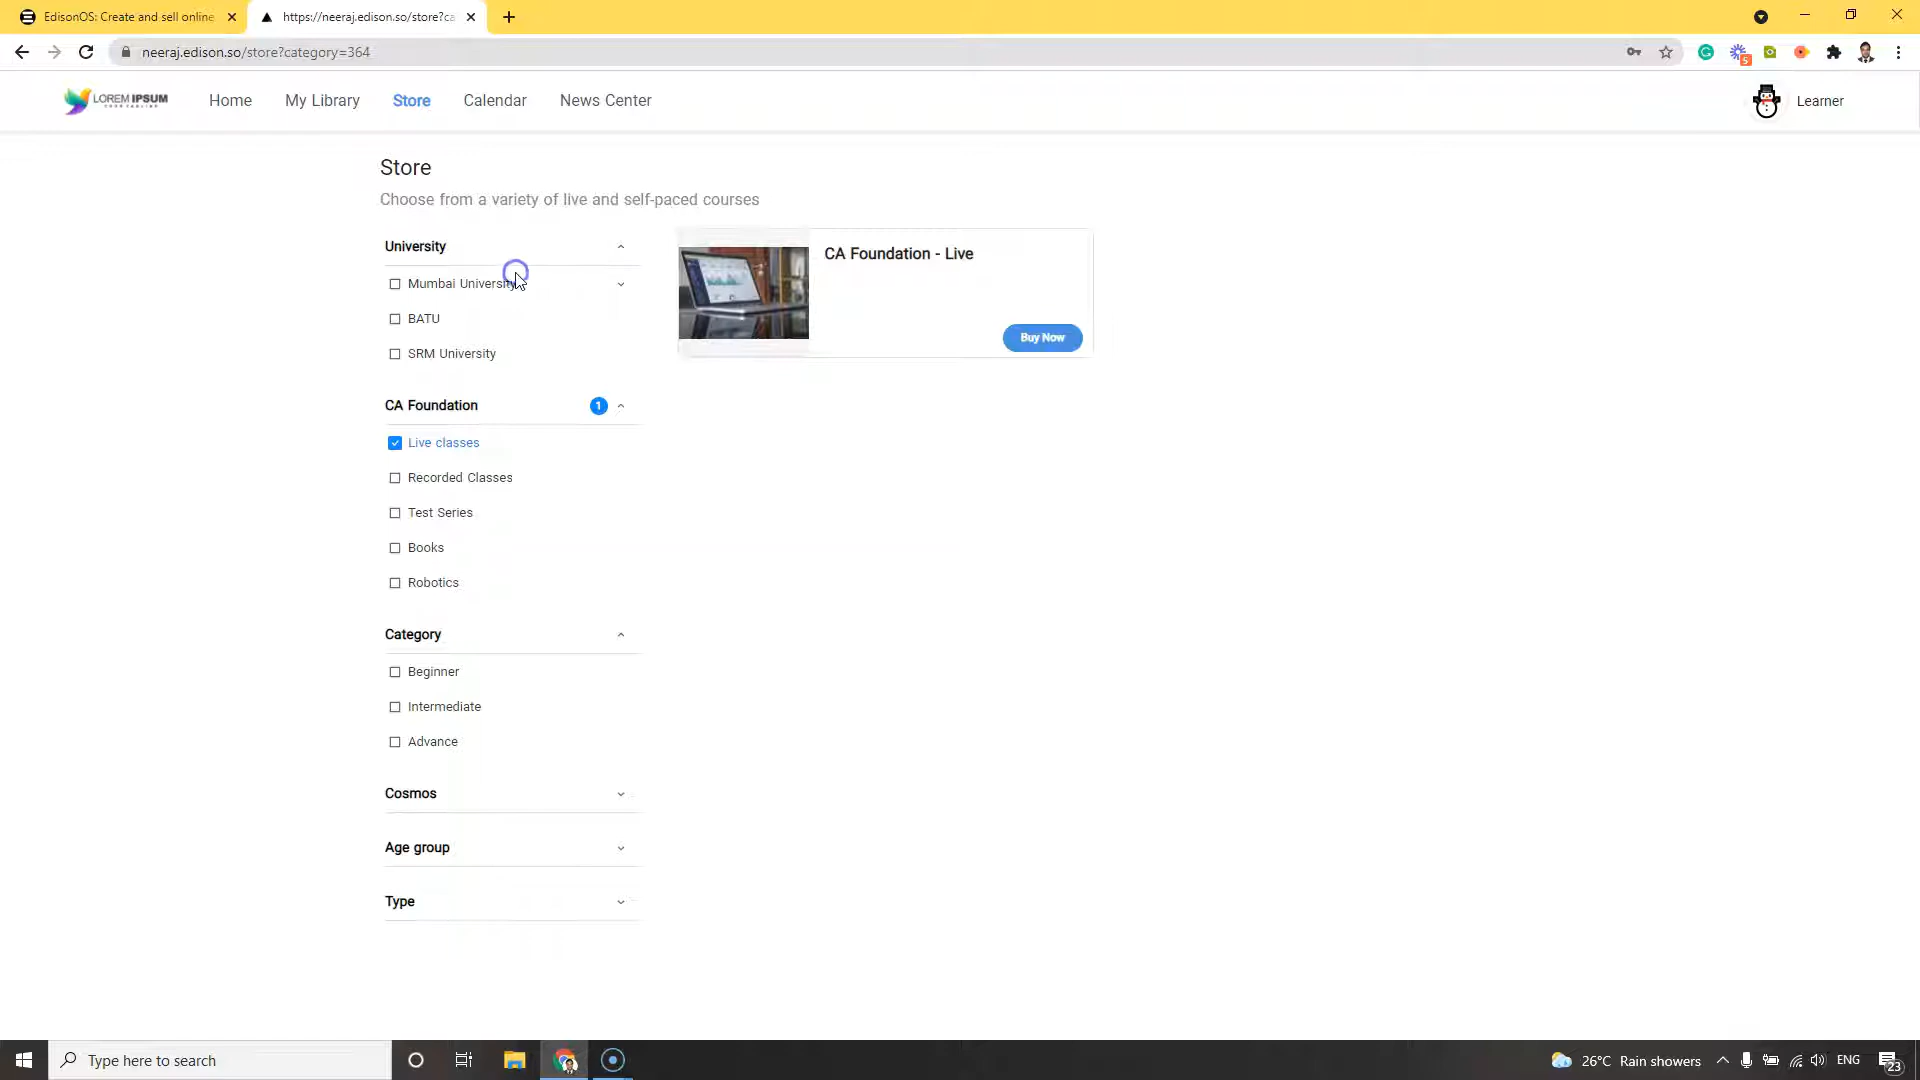 EdisonOS: Create and sell online
https://neeraj.edison.so/store?ca
neeraj.edison.so/store?category=364
5
LOREM IPSUM
Home
My Library
Store
Calendar
News Center
Learner
Store
Choose from a variety of live and self-paced courses
University
Mumbai University
BATU
SRM University
CA Foundation
1
Live classes
Recorded Classes
Test Series
Books
Robotics
Category
Beginner
Intermediate
Advance
Cosmos
Age group
Type
CA Foundation - Live
Buy Now
Type here to search
26°C Rain showers
ENG
23